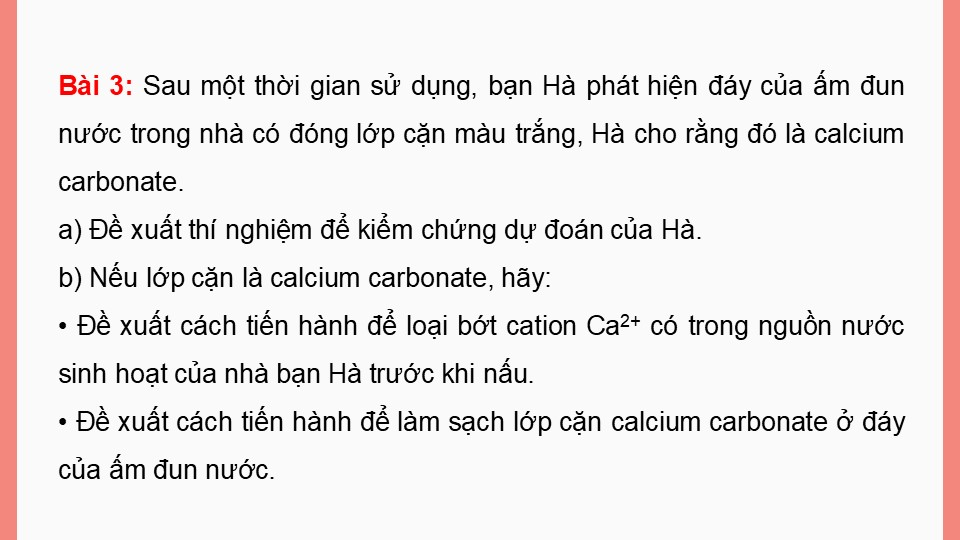 Bài 3: Sau một thời gian sử dụng, bạn Hà phát hiện đáy của ấm đun
nước trong nhà có đóng lớp cặn màu trắng, Hà cho rằng đó là calcium
carbonate.
a) Đề xuất thí nghiệm để kiểm chứng dự đoán của Hà.
b) Nếu lớp cặn là calcium carbonate, hãy:
• Đề xuất cách tiến hành để loại bớt cation Ca²⁺ có trong nguồn nước
sinh hoạt của nhà bạn Hà trước khi nấu.
• Đề xuất cách tiến hành để làm sạch lớp cặn calcium carbonate ở đáy
của ấm đun nước.